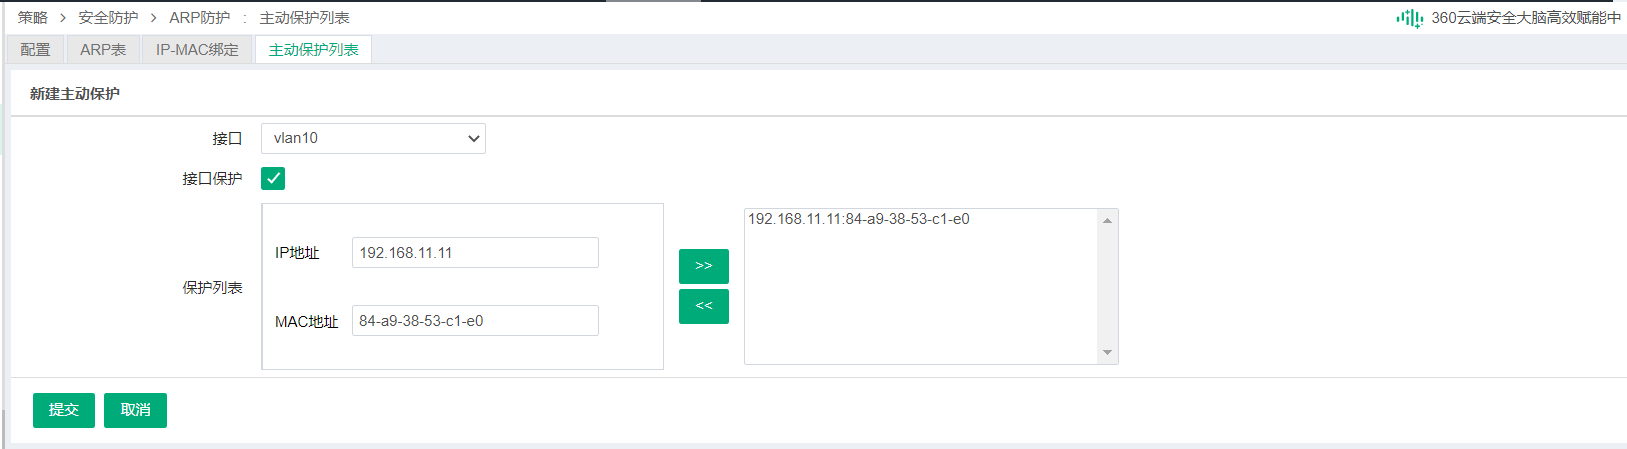 策略 > 安全防护 > ARP防护 : 主动保护列表
360云端安全大脑高效赋能中
配置 ARP表 IP-MAC绑定 主动保护列表
新建主动保护
接口 vlan10
接口保护
保护列表
IP地址 192.168.11.11
MAC地址 84-a9-38-53-c1-e0
>>
<<
192.168.11.11:84-a9-38-53-c1-e0
提交 取消